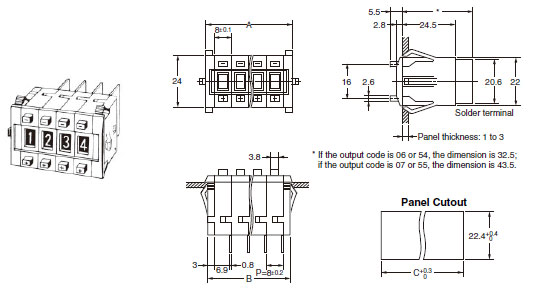 A
8±0.1
24
1 2 3 4
5.5
*
2.8
24.5
16
2.6
20.6
22
Solder terminal
Panel thickness: 1 to 3
* If the output code is 06 or 54, the dimension is 32.5;
if the output code is 07 or 55, the dimension is 43.5.
3.8
3
6.9
0.8
P=8±0.2
B
Panel Cutout
22.4+0.4 0
C+0.3 0